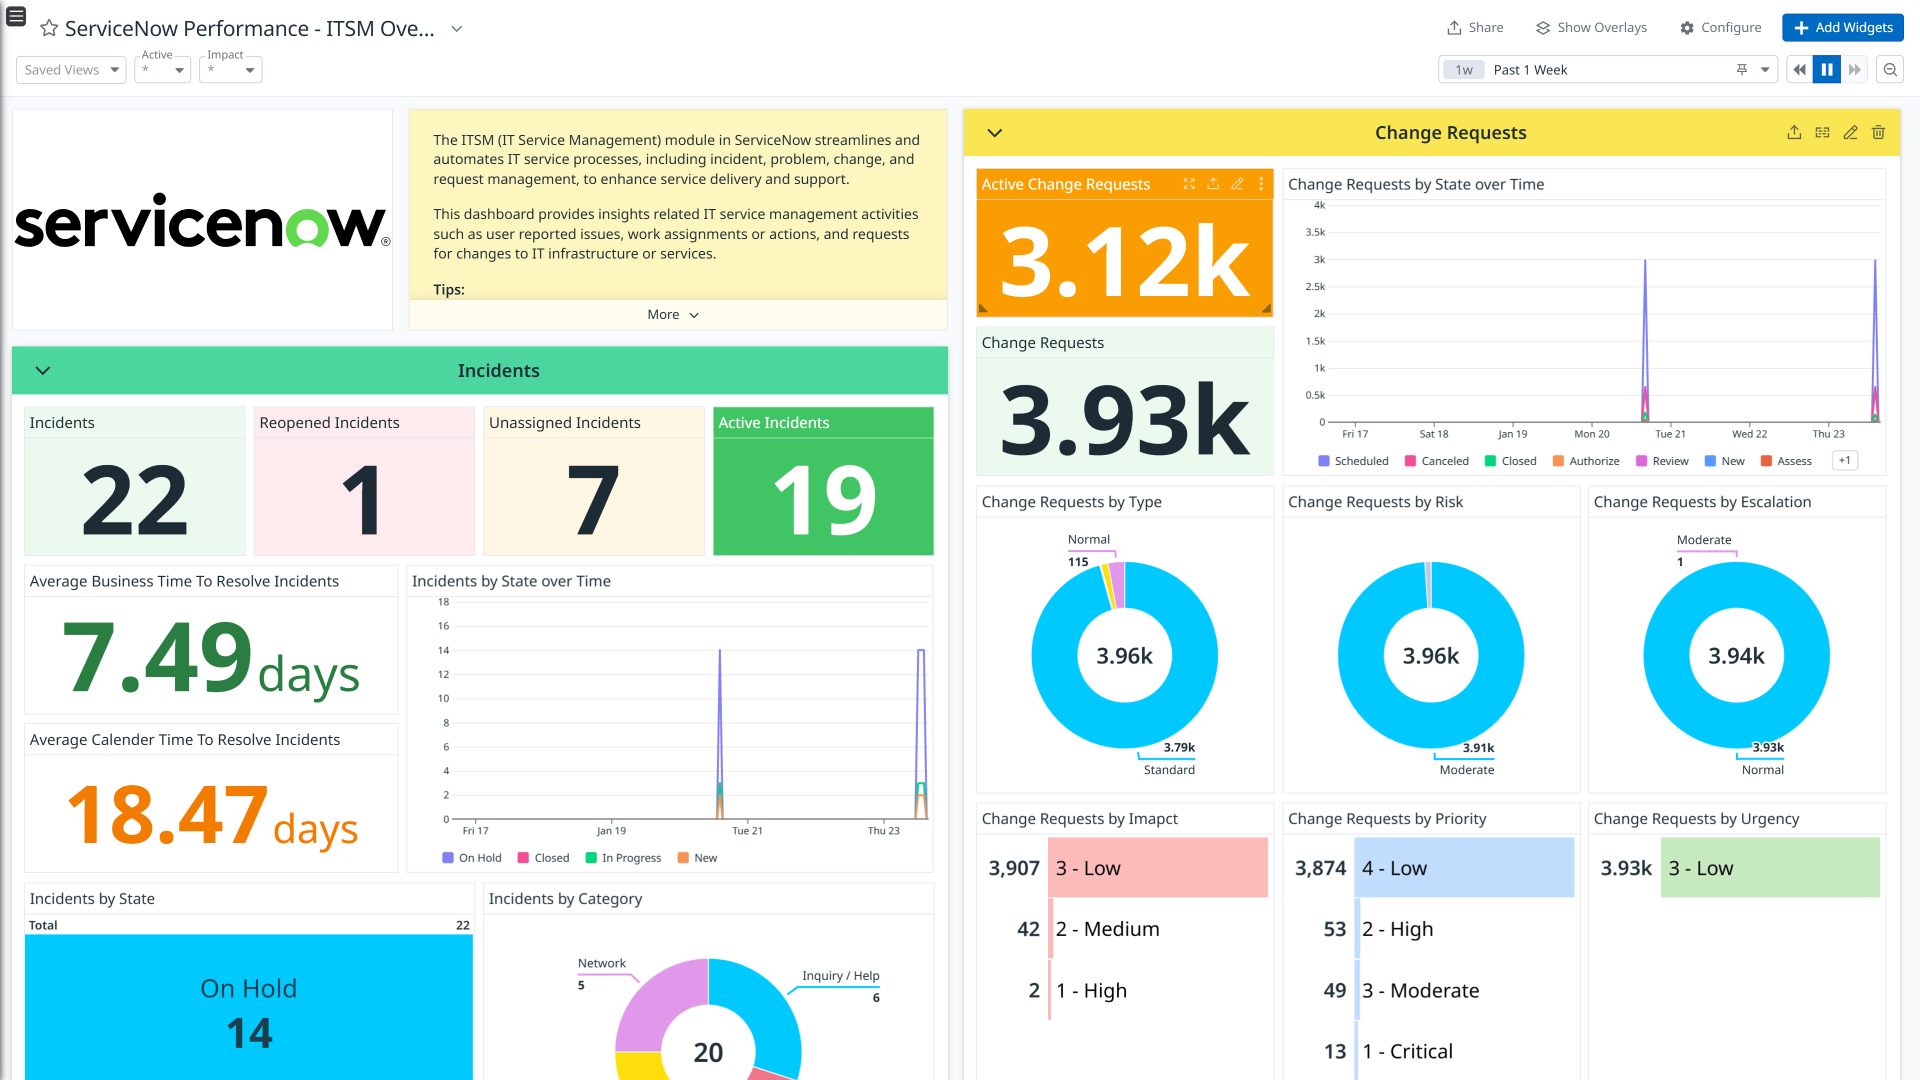 ServiceNow Performance - ITSM Ove...
Share
Show Overlays
Configure
Add Widgets
Saved Views
Active
*
Impact
*
1w
Past 1 Week
servicenow®
The ITSM (IT Service Management) module in ServiceNow streamlines and
automates IT service processes, including incident, problem, change, and
request management, to enhance service delivery and support.
This dashboard provides insights related IT service management activities
such as user reported issues, work assignments or actions, and requests
for changes to IT infrastructure or services.
Tips:
More
Incidents
Incidents
22
Reopened Incidents
1
Unassigned Incidents
7
Active Incidents
19
Average Business Time To Resolve Incidents
7.49 days
Average Calender Time To Resolve Incidents
18.47 days
Incidents by State over Time
18
16
14
12
10
8
6
4
2
0
Fri 17
Jan 19
Tue 21
Thu 23
On Hold
Closed
In Progress
New
Incidents by State
Total
22
On Hold
14
Incidents by Category
Network
5
Inquiry / Help
6
20
Change Requests
Active Change Requests
3.12k
Change Requests
3.93k
Change Requests by State over Time
4k
3.5k
3k
2.5k
2k
1.5k
1k
0.5k
0
Fri 17
Sat 18
Jan 19
Mon 20
Tue 21
Wed 22
Thu 23
Scheduled
Canceled
Closed
Authorize
Review
New
Assess
+1
Change Requests by Type
Normal
115
3.96k
3.79k
Standard
Change Requests by Risk
3.96k
3.91k
Moderate
Change Requests by Escalation
Moderate
1
3.94k
3.93k
Normal
Change Requests by Imapct
3,907 3 - Low
42 2 - Medium
2 1 - High
Change Requests by Priority
3,874 4 - Low
53 2 - High
49 3 - Moderate
13 1 - Critical
Change Requests by Urgency
3.93k 3 - Low